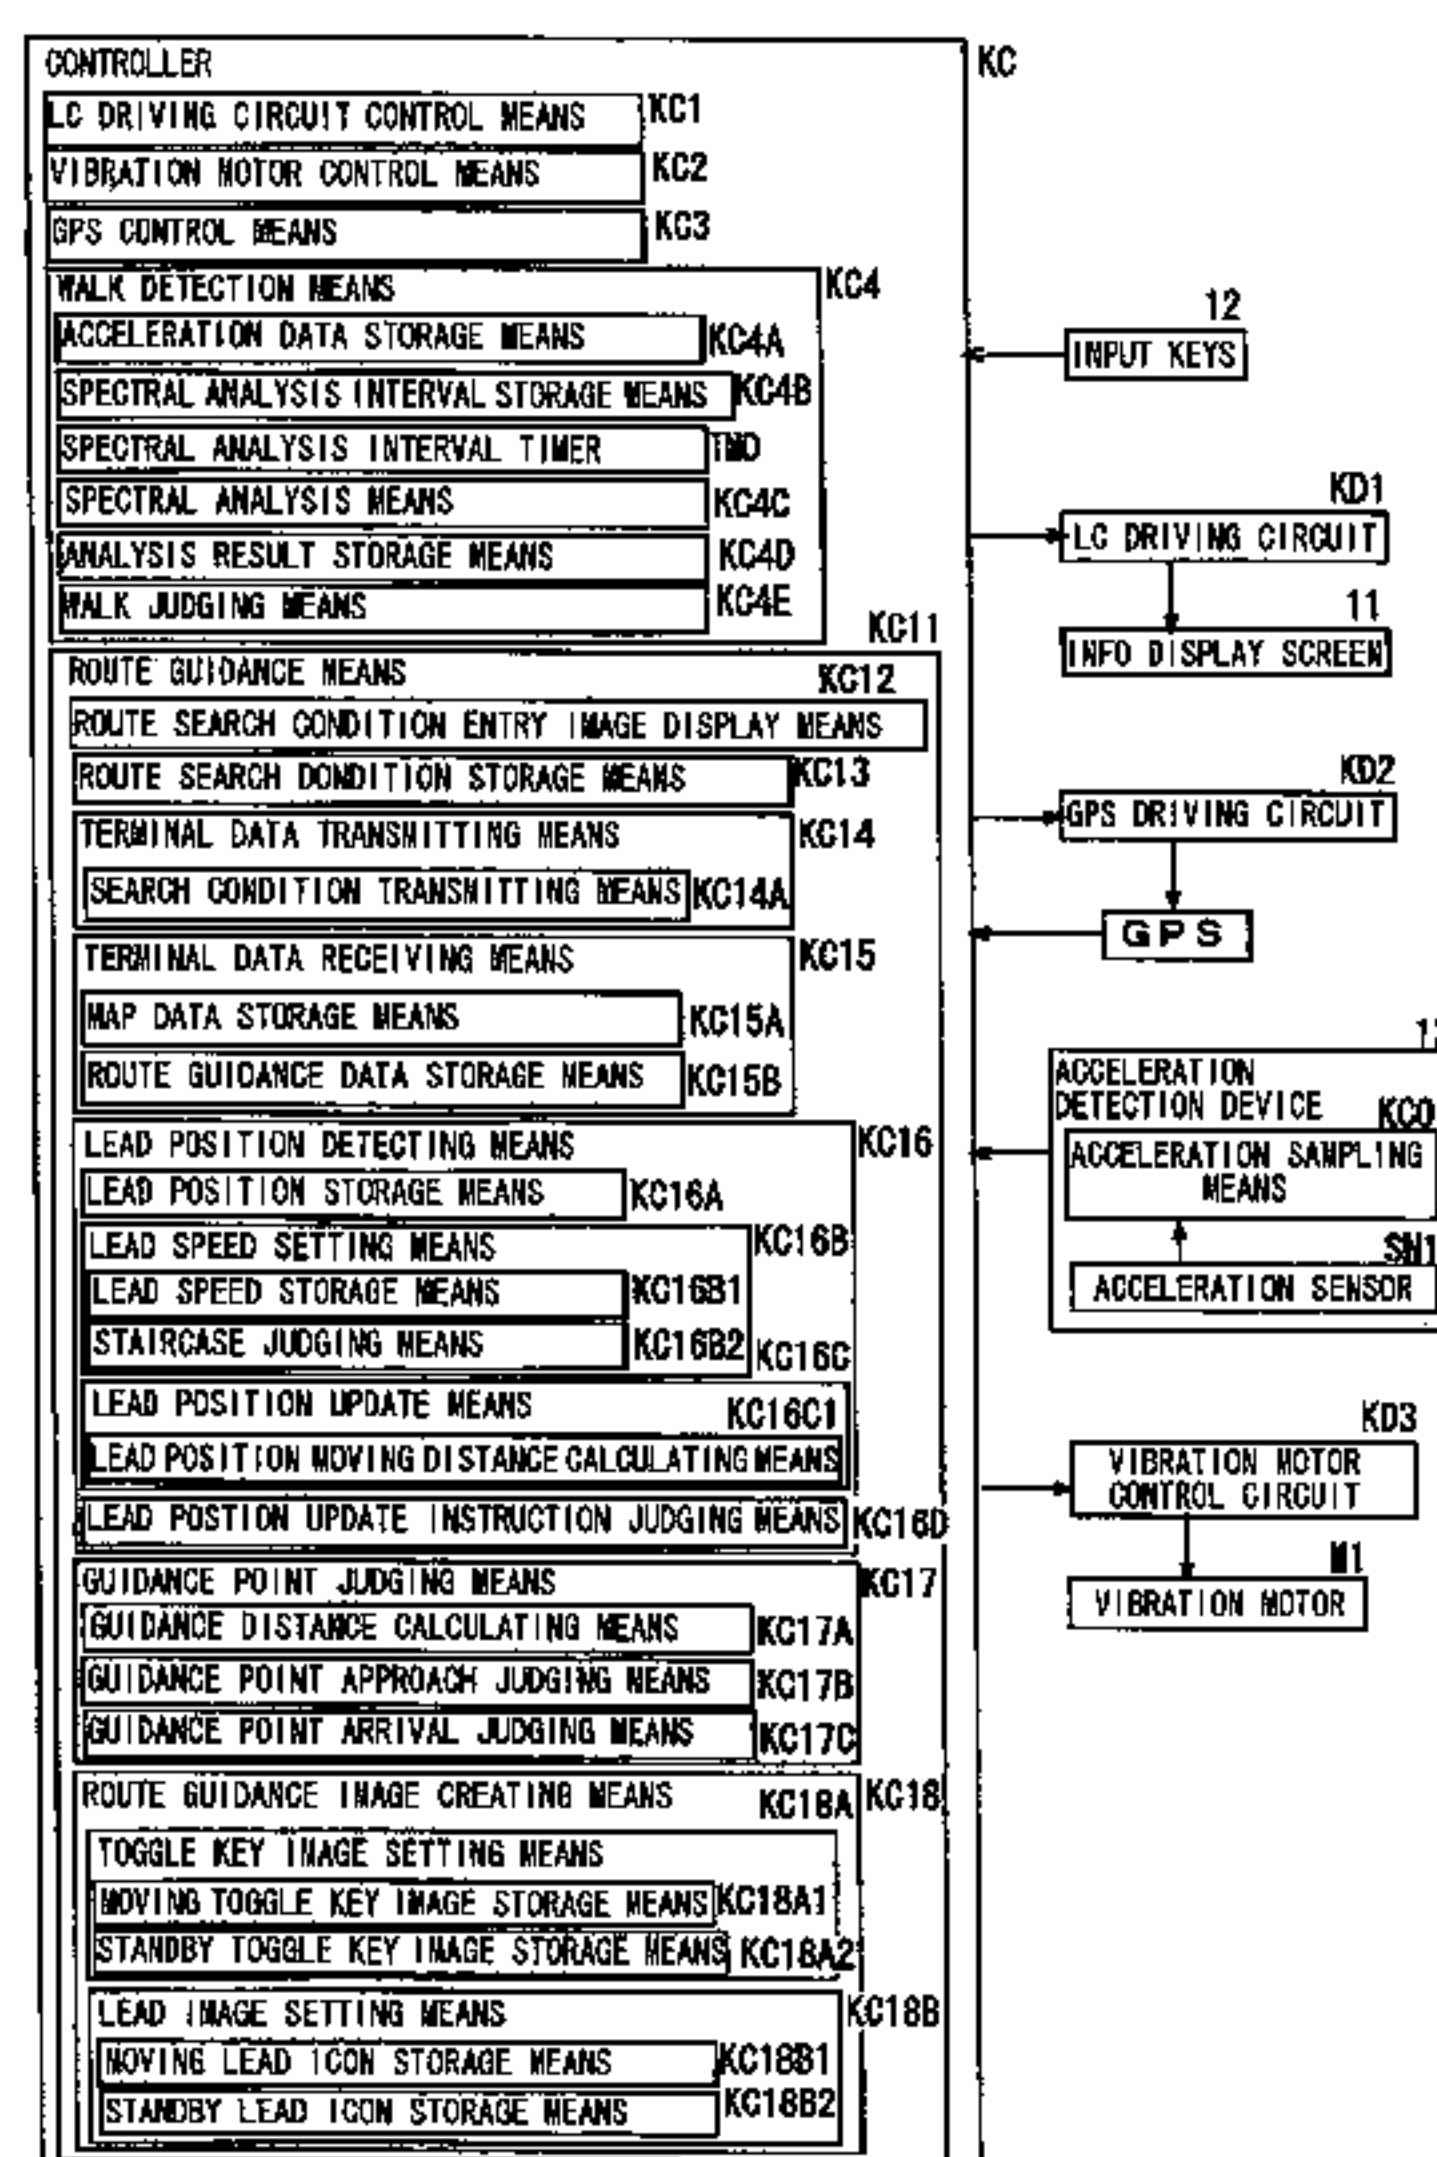 CONTROLLER
KC
LC DRIVING CIRCUIT CONTROL MEANS
KC1
VIBRATION MOTOR CONTROL MEANS
KC2
GPS CONTROL MEANS
KC3
WALK DETECTION MEANS
KC4
ACCELERATION DATA STORAGE MEANS
KC4A
SPECTRAL ANALYSIS INTERVAL STORAGE MEANS
KC4B
SPECTRAL ANALYSIS INTERVAL TIMER
TM0
SPECTRAL ANALYSIS MEANS
KC4C
ANALYSIS RESULT STORAGE MEANS
KC4D
WALK JUDGING MEANS
KC4E
KC11
ROUTE GUIDANCE MEANS
KC12
ROUTE SEARCH CONDITION ENTRY IMAGE DISPLAY MEANS
ROUTE SEARCH DONDITION STORAGE MEANS
KC13
TERMINAL DATA TRANSMITTING MEANS
KC14
SEARCH CONDITION TRANSMITTING MEANS
KC14A
TERMINAL DATA RECEIVING MEANS
KC15
MAP DATA STORAGE MEANS
KC15A
ROUTE GUIDANCE DATA STORAGE MEANS
KC15B
LEAD POSITION DETECTING MEANS
KC16
LEAD POSITION STORAGE MEANS
KC16A
LEAD SPEED SETTING MEANS
KC16B
LEAD SPEED STORAGE MEANS
KC16B1
STAIRCASE JUDGING MEANS
KC16B2
KC16C
LEAD POSITION UPDATE MEANS
KC16C1
LEAD POSITION MOVING DISTANCE CALCULATING MEANS
LEAD POSTION UPDATE INSTRUCTION JUDGING MEANS
KC16D
GUIDANCE POINT JUDGING MEANS
KC17
GUIDANCE DISTANCE CALCULATING MEANS
KC17A
GUIDANCE POINT APPROACH JUDGING MEANS
KC17B
GUIDANCE POINT ARRIVAL JUDGING MEANS
KC17C
ROUTE GUIDANCE IMAGE CREATING MEANS
KC18A
KC18
TOGGLE KEY IMAGE SETTING MEANS
MOVING TOGGLE KEY IMAGE STORAGE MEANS
KC18A1
STANDBY TOGGLE KEY IMAGE STORAGE MEANS
KC18A2
LEAD IMAGE SETTING MEANS
KC18B
MOVING LEAD ICON STORAGE MEANS
KC18B1
STANDBY LEAD ICON STORAGE MEANS
KC18B2
12
INPUT KEYS
KD1
LC DRIVING CIRCUIT
11
INFO DISPLAY SCREEN
KD2
GPS DRIVING CIRCUIT
GPS
ACCELERATION
DETECTION DEVICE
KC0
ACCELERATION SAMPLING
MEANS
SN1
ACCELERATION SENSOR
KD3
VIBRATION MOTOR
CONTROL CIRCUIT
M1
VIBRATION MOTOR